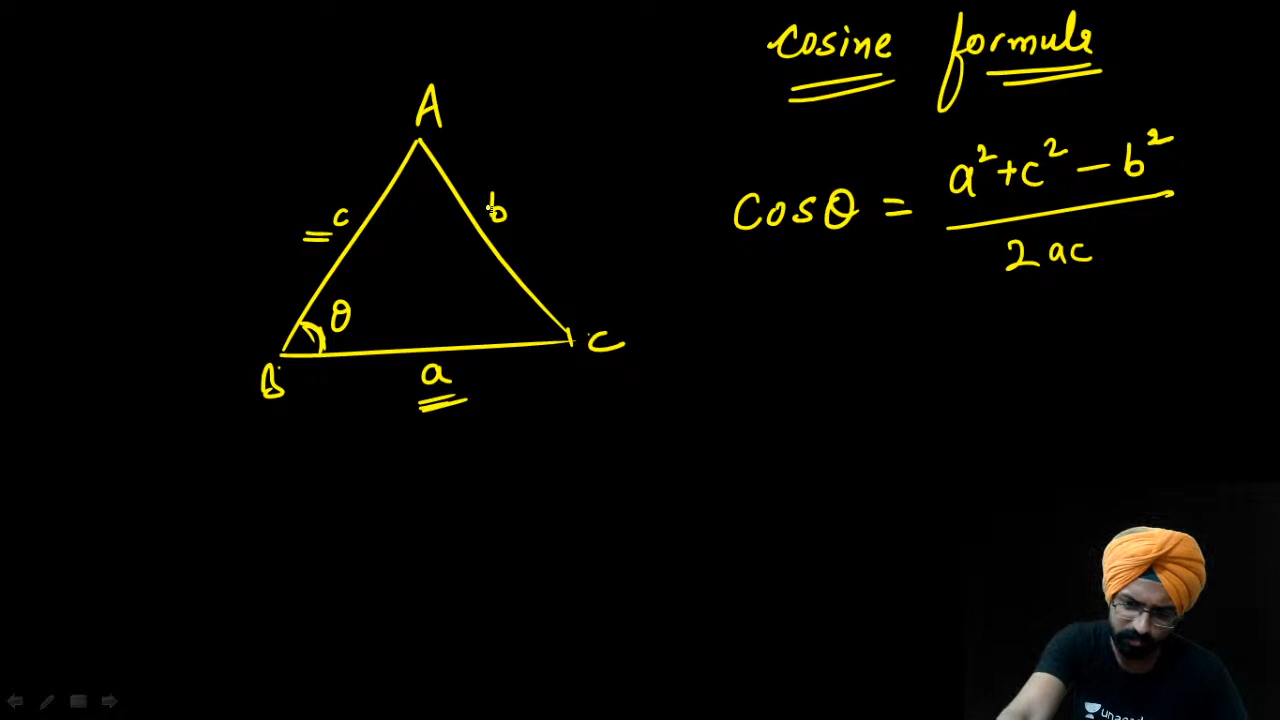 cosine formula
A
b
c
cosθ = a²+c²−b² / 2ac
θ
B
a
C